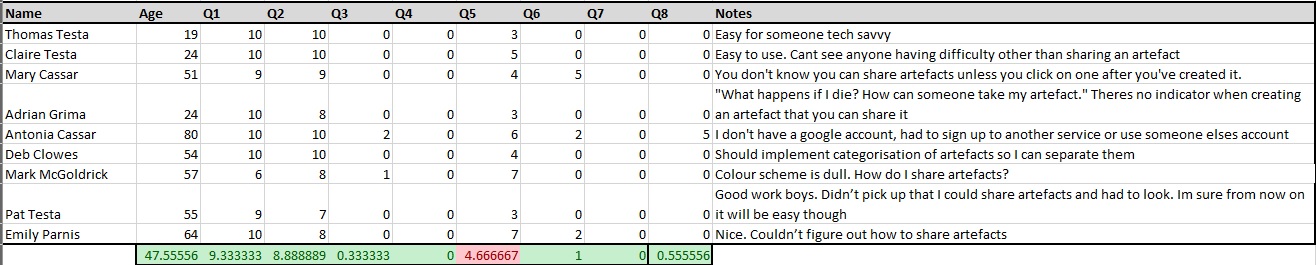 Name Age Q1 Q2 Q3 Q4 Q5 Q6 Q7 Q8 Notes
Thomas Testa 19 10 10 0 0 3 0 0 0 Easy for someone tech savvy
Claire Testa 24 10 10 0 0 5 0 0 0 Easy to use. Cant see anyone having difficulty other than sharing an artefact
Mary Cassar 51 9 9 0 0 4 5 0 0 You don't know you can share artefacts unless you click on one after you've created it.
"What happens if I die? How can someone take my artefact." Theres no indicator when creating
Adrian Grima 24 10 8 0 0 3 0 0 0 an artefact that you can share it
Antonia Cassar 80 10 10 2 0 6 2 0 5 I don't have a google account, had to sign up to another service or use someone elses account
Deb Clowes 54 10 10 0 0 4 0 0 0 Should implement categorisation of artefacts so I can separate them
Mark McGoldrick 57 6 8 1 0 7 0 0 0 Colour scheme is dull. How do I share artefacts?
Good work boys. Didn’t pick up that I could share artefacts and had to look. Im sure from now on
Pat Testa 55 9 7 0 0 3 0 0 0 it will be easy though
Emily Parnis 64 10 8 0 0 7 2 0 0 Nice. Couldn’t figure out how to share artefacts
47.55556 9.333333 8.888889 0.333333 0 4.666667 1 0 0.555556